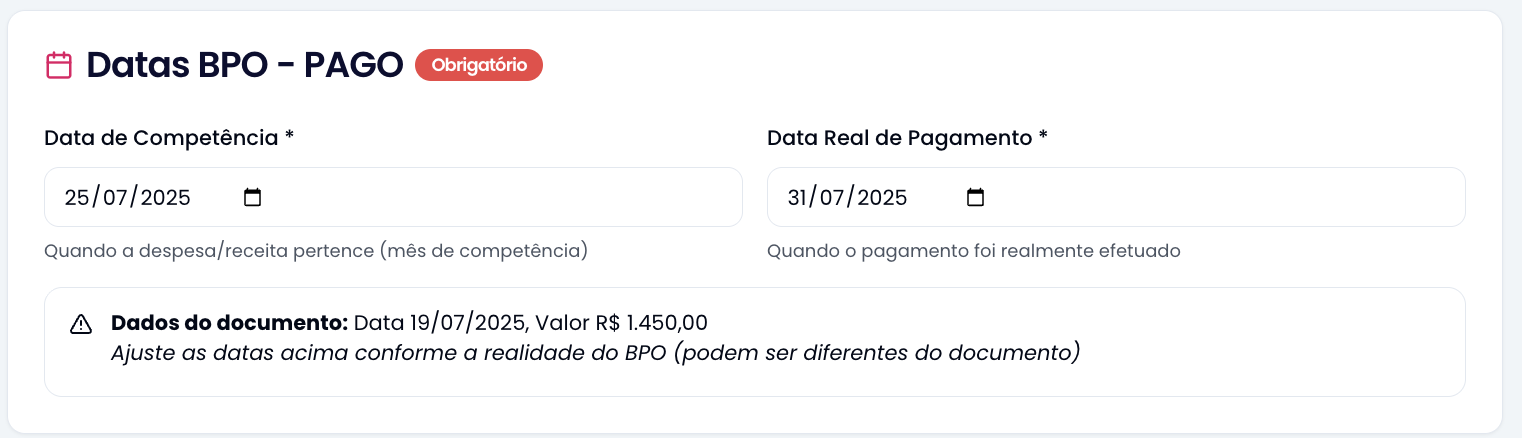 Datas BPO - PAGO Obrigatório
Data de Competência *
Data Real de Pagamento *
25/07/2025
31/07/2025
Quando a despesa/receita pertence (mês de competência)
Quando o pagamento foi realmente efetuado
Dados do documento: Data 19/07/2025, Valor R$ 1.450,00
Ajuste as datas acima conforme a realidade do BPO (podem ser diferentes do documento)